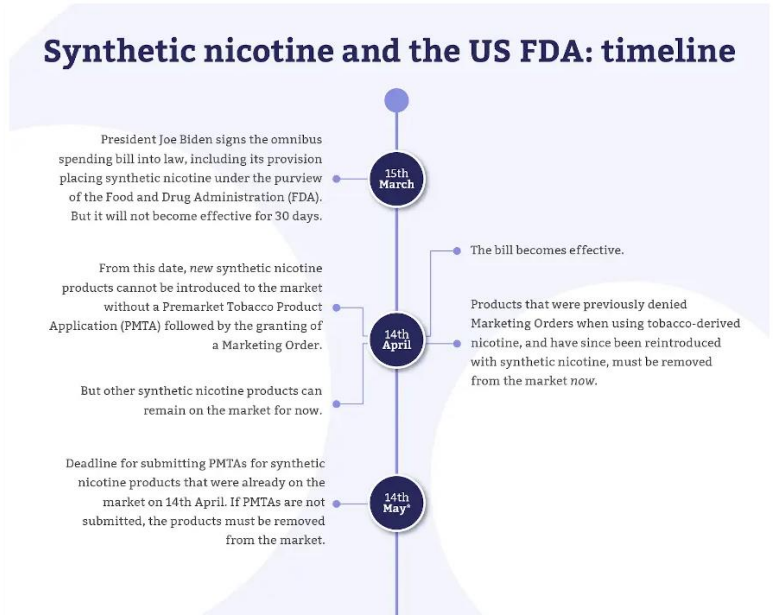 Synthetic nicotine and the US FDA: timeline
President Joe Biden signs the omnibus
spending bill into law, including its provision
placing synthetic nicotine under the purview
of the Food and Drug Administration (FDA).
But it will not become effective for 30 days.
15th
March
The bill becomes effective.
From this date, new synthetic nicotine
products cannot be introduced to the market
without a Premarket Tobacco Product
Application (PMTA) followed by the granting of
a Marketing Order.
14th
April
Products that were previously denied
Marketing Orders when using tobacco-derived
nicotine, and have since been reintroduced
with synthetic nicotine, must be removed
from the market now.
But other synthetic nicotine products can
remain on the market for now.
Deadline for submitting PMTAs for synthetic
nicotine products that were already on the
market on 14th April. If PMTAs are not
submitted, the products must be removed
from the market.
14th
May*